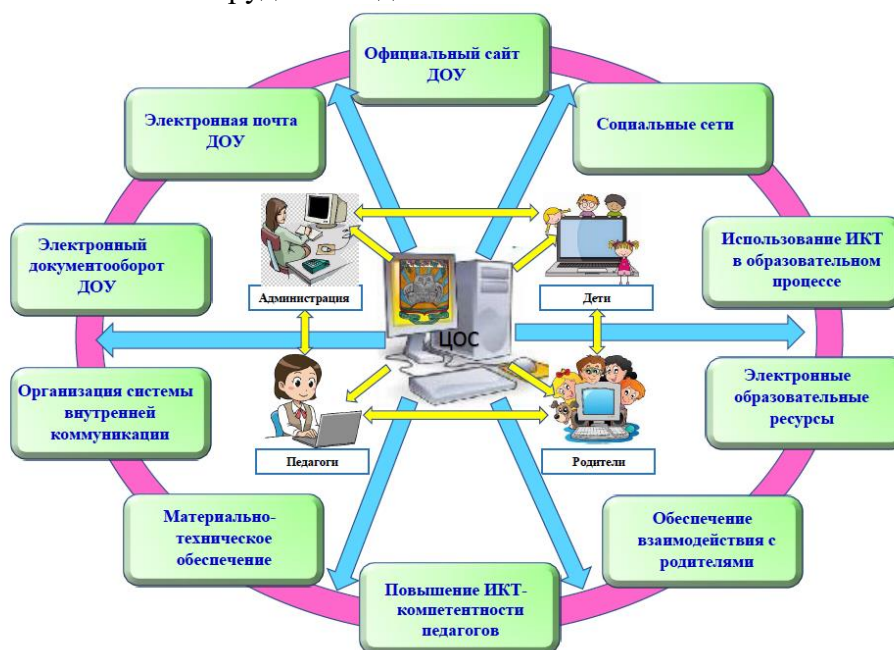 Официальный сайт
ДОУ
Электронная почта
ДОУ
Социальные сети
Электронный
документооборот
ДОУ
Использование ИКТ
в образовательном
процессе
Администрация
Дети
ЦОС
Организация системы
внутренней
коммуникации
Электронные
образовательные
ресурсы
Педагоги
Родители
Материально-
техническое
обеспечение
Обеспечение
взаимодействия с
родителями
Повышение ИКТ-
компетентности
педагогов